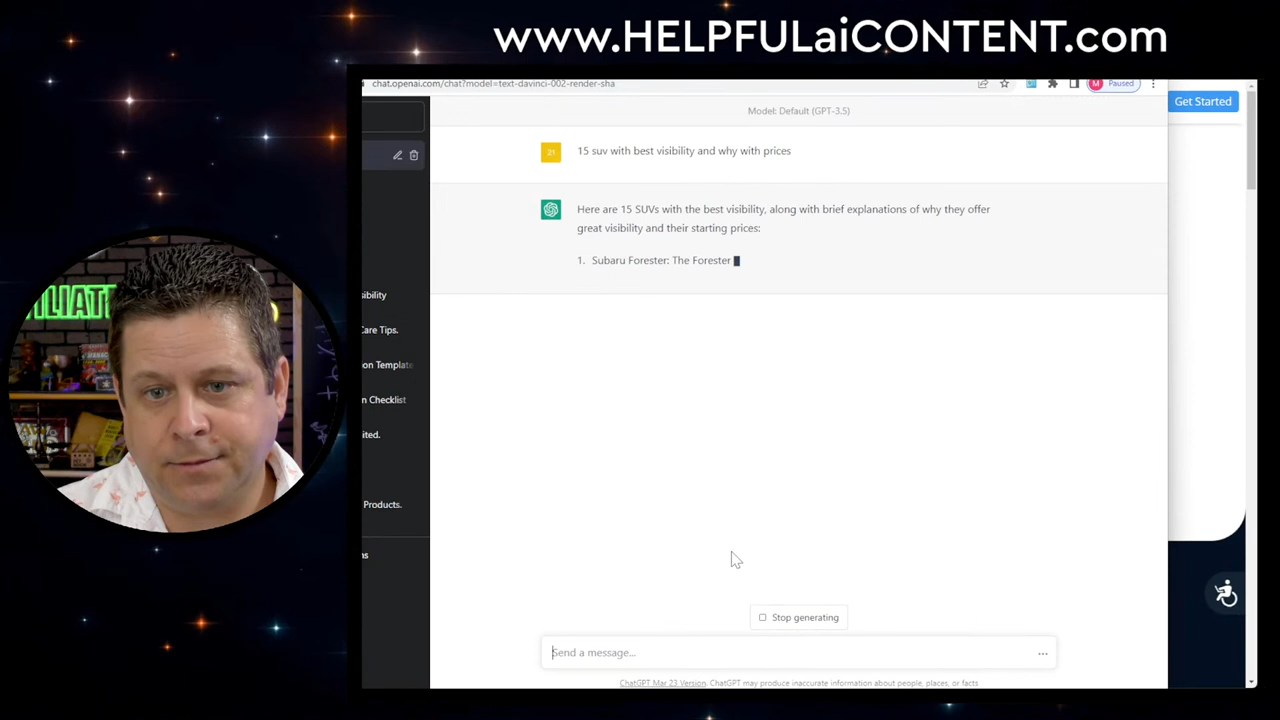 www.HELPFULaiCONTENT.com
chat.openai.com/chat?model=text-davinci-002-render-sha
M Paused
Get Started
Model: Default (GPT-3.5)
21
15 suv with best visibility and why with prices
Here are 15 SUVs with the best visibility, along with brief explanations of why they offer
great visibility and their starting prices:
1. Subaru Forester: The Forester
ibility
Care Tips.
on Template
n Checklist
ited.
Products.
Stop generating
Send a message...
ChatGPT Mar 23 Version. ChatGPT may produce inaccurate information about people, places, or facts